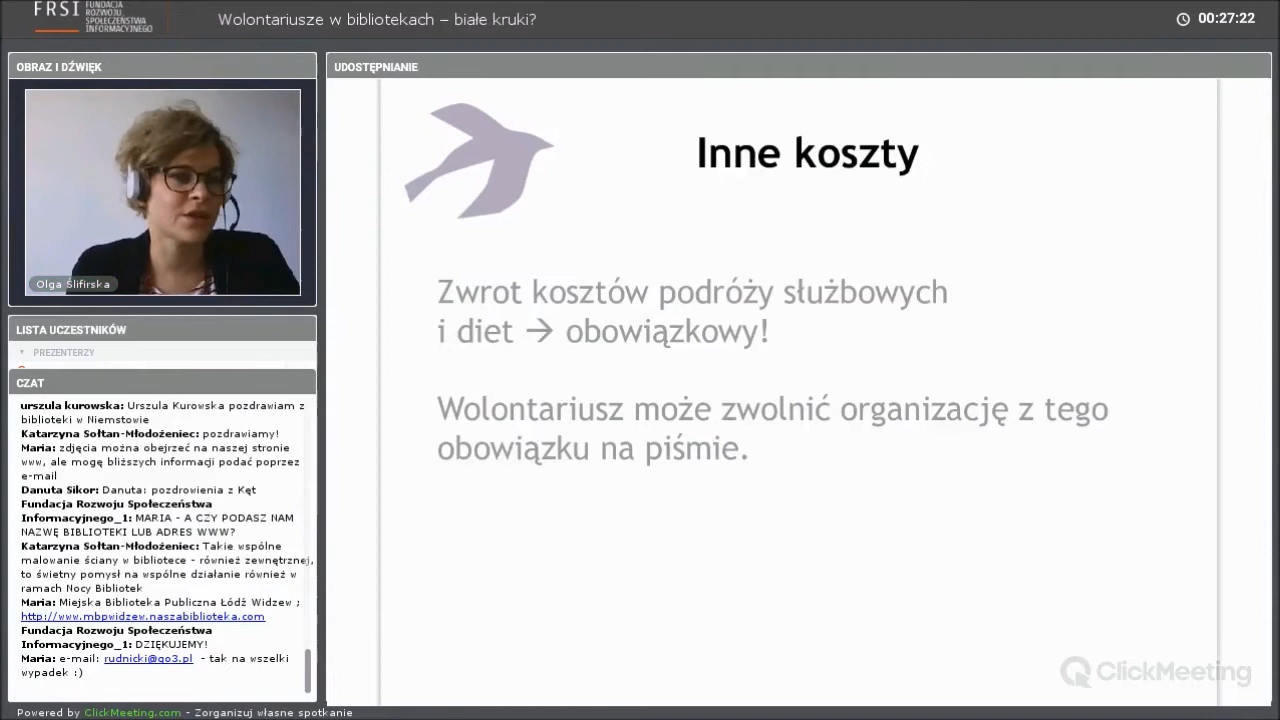 FRSI FUNDACJA
ROZWOJU
SPOŁECZEŃSTWA
INFORMACYJNEGO
Wolontariusze w bibliotekach – białe kruki?
00:27:22
OBRAZ I DŹWIĘK
Olga Ślifirska
LISTA UCZESTNIKÓW
PREZENTERZY
CZAT
urszula kurowska: Urszula Kurowska pozdrawiam z
biblioteki w Niemstowie
Katarzyna Sołtan-Młodożeniec: pozdrawiamy!
Maria: zdjęcia można obejrzeć na naszej stronie
www, ale mogę bliższych informacji podać poprzez
e-mail
Danuta Sikor: Danuta: pozdrowienia z Kęt
Fundacja Rozwoju Społeczeństwa
Informacyjnego_1: MARIA - A CZY PODASZ NAM
NAZWĘ BIBLIOTEKI LUB ADRES WWW?
Katarzyna Sołtan-Młodożeniec: Takie wspólne
malowanie ściany w bibliotece - również zewnętrznej,
to świetny pomysł na wspólne działanie również w
ramach Nocy Bibliotek
Maria: Miejska Biblioteka Publiczna Łódź Widzew ;
http://www.mbpwidzew.naszabiblioteka.com
Fundacja Rozwoju Społeczeństwa
Informacyjnego_1: DZIĘKUJEMY!
Maria: e-mail: rudnicki@go3.pl - tak na wszelki
wypadek :)
UDOSTĘPNIANIE
Inne koszty
Zwrot kosztów podróży służbowych
i diet → obowiązkowy!
Wolontariusz może zwolnić organizację z tego
obowiązku na piśmie.
ClickMeeting
Powered by ClickMeeting.com - Zorganizuj własne spotkanie